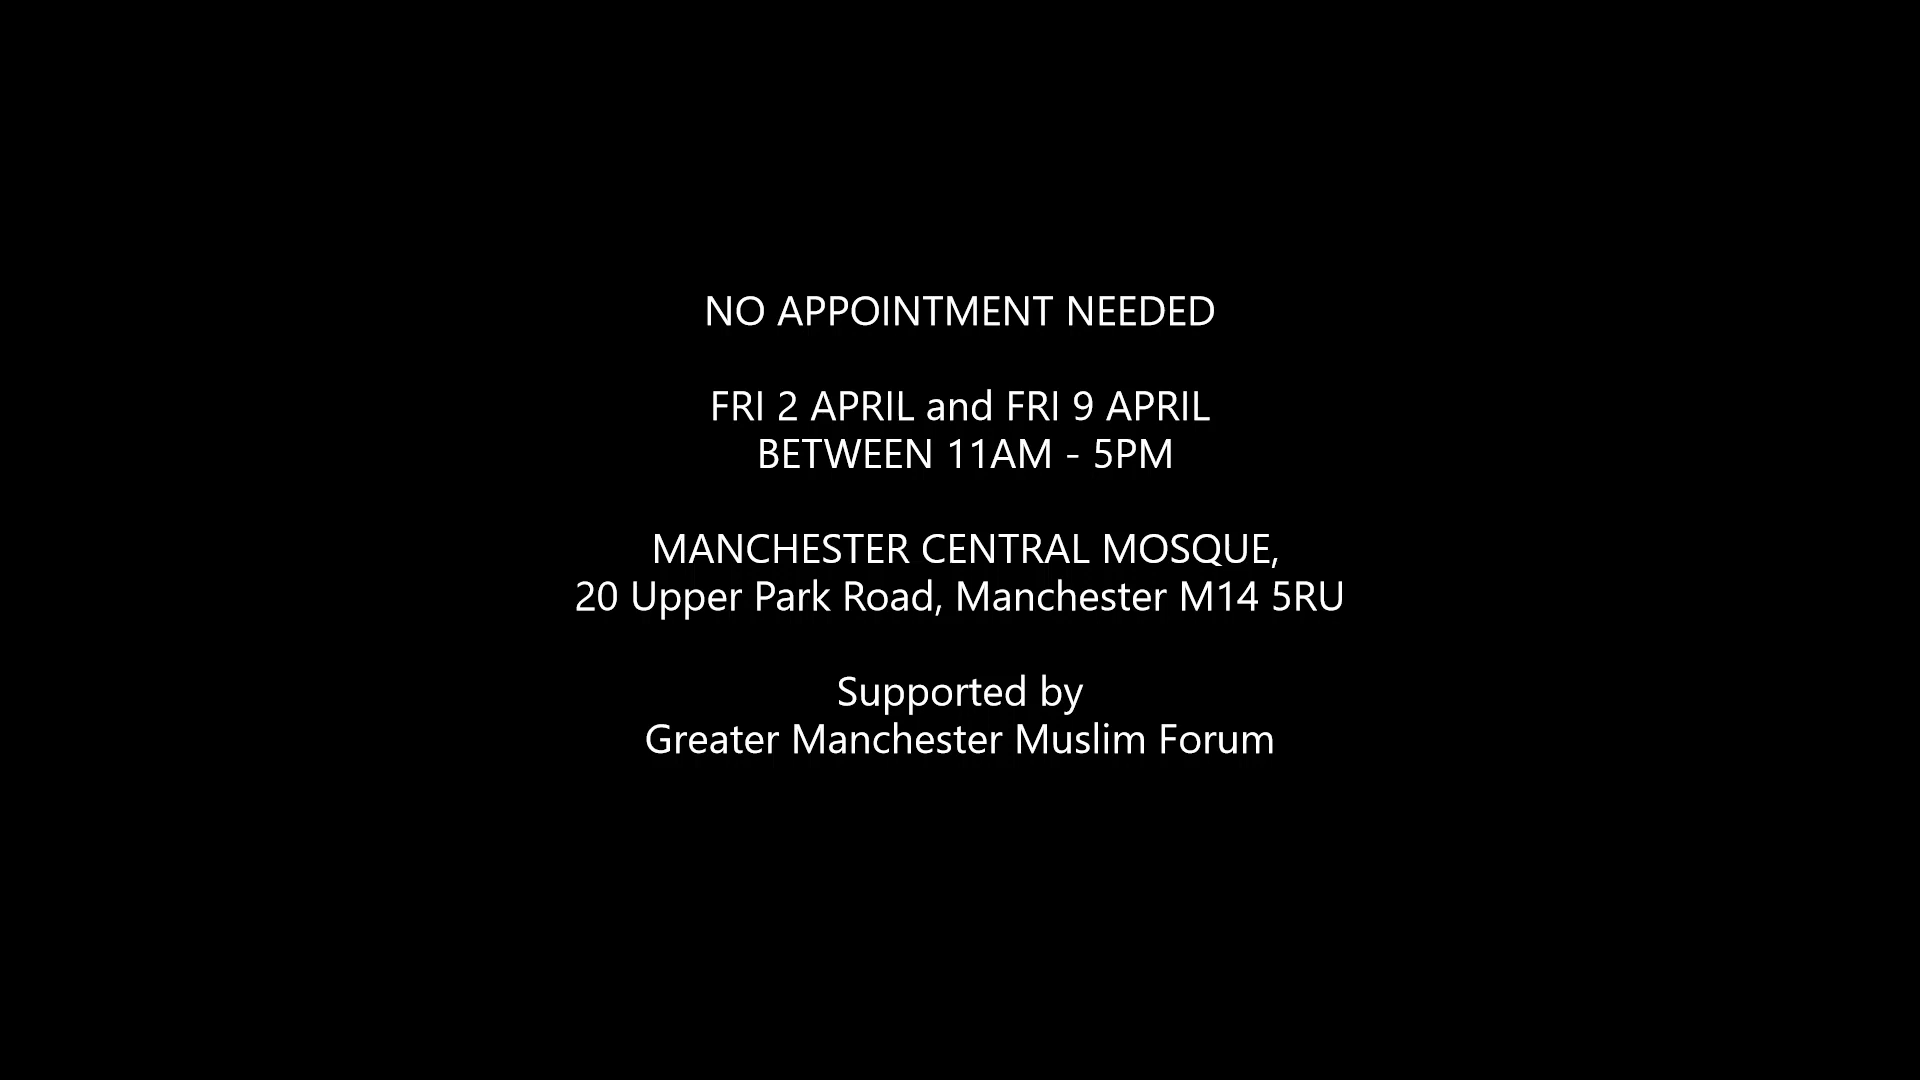 NO APPOINTMENT NEEDED
FRI 2 APRIL and FRI 9 APRIL
BETWEEN 11AM - 5PM
MANCHESTER CENTRAL MOSQUE,
20 Upper Park Road, Manchester M14 5RU
Supported by
Greater Manchester Muslim Forum